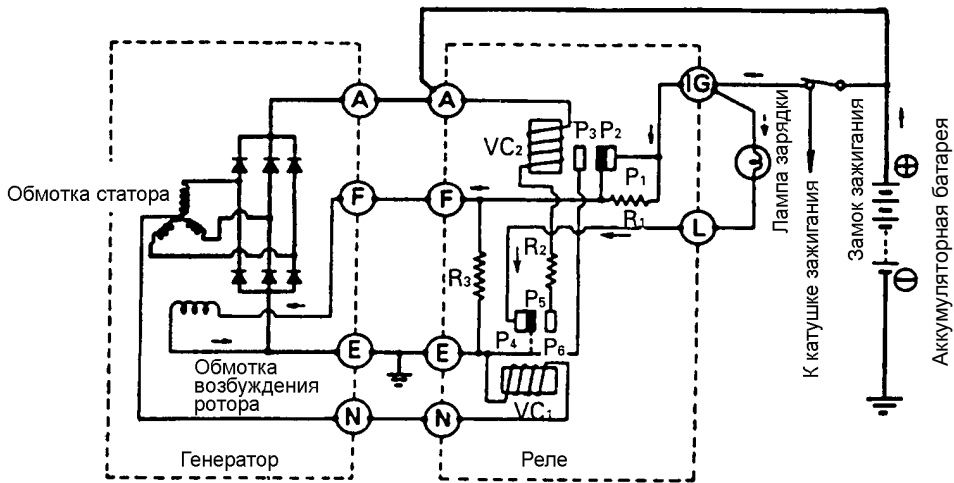 A
A
IG
P3 P2
VC2
P1
Обмотка статора
F
F
R1
L
R2
R3
P5
P4
P6
E
E
Обмотка
возбуждения
ротора
VC1
N
N
Генератор
Реле
Лампа зарядки
К катушке зажигания
Замок зажигания
Аккумуляторная батарея